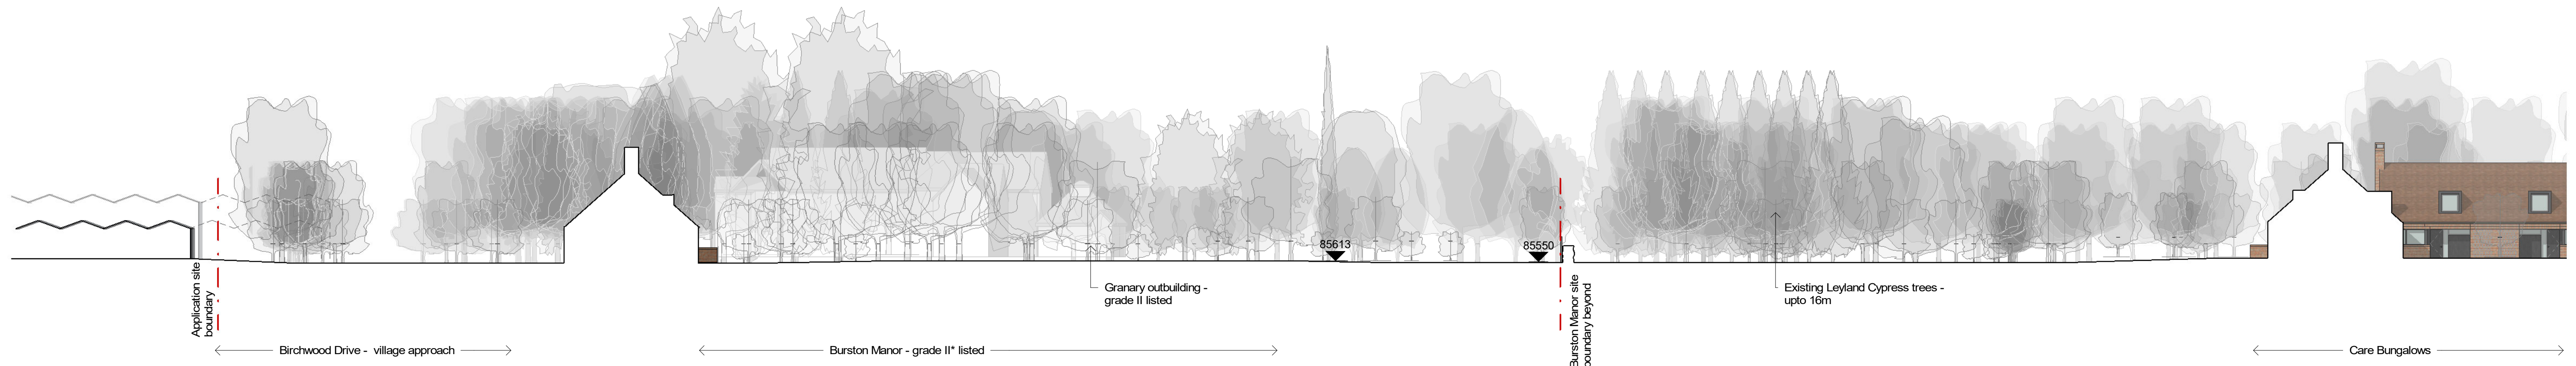 85613
85550
Application site
boundary
Granary outbuilding -
grade II listed
Burston Manor site
boundary beyond
Existing Leyland Cypress trees -
upto 16m
Birchwood Drive - village approach
Burston Manor - grade II* listed
Care Bungalows